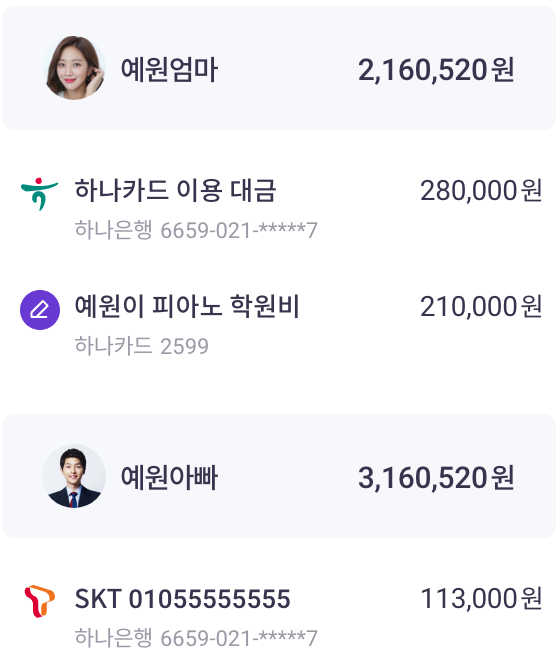 예원엄마 2,160,520원
하나카드 이용 대금 280,000원
하나은행 6659-021-*****7
예원이 피아노 학원비 210,000원
하나카드 2599
예원아빠 3,160,520원
SKT 01055555555 113,000원
하나은행 6659-021-*****7